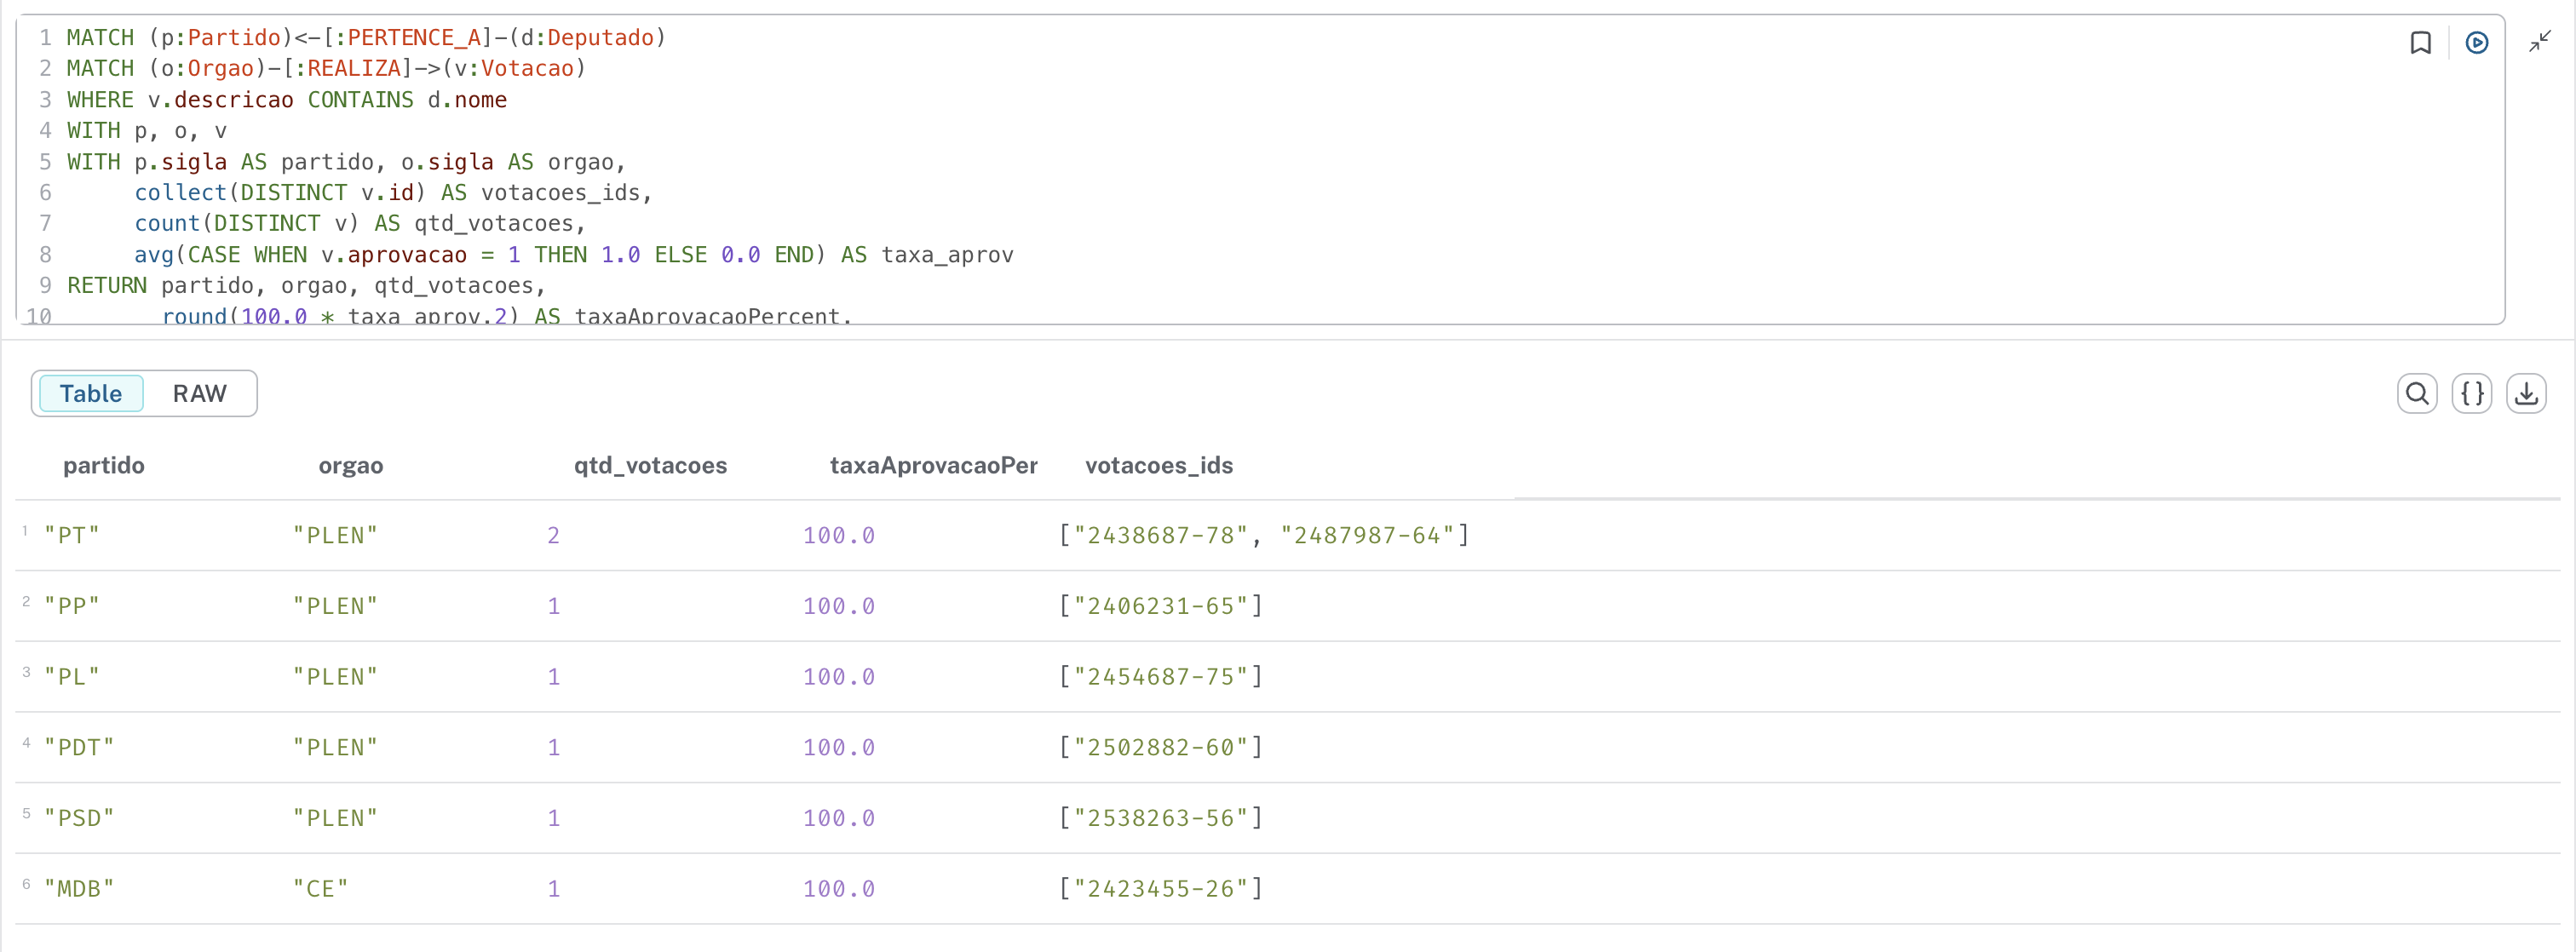 1 MATCH (p:Partido)<-[:PERTENCE_A]-(d:Deputado)
2 MATCH (o:Orgao)-[:REALIZA]->(v:Votacao)
3 WHERE v.descricao CONTAINS d.nome
4 WITH p, o, v
5 WITH p.sigla AS partido, o.sigla AS orgao,
6 collect(DISTINCT v.id) AS votacoes_ids,
7 count(DISTINCT v) AS qtd_votacoes,
8 avg(CASE WHEN v.aprovacao = 1 THEN 1.0 ELSE 0.0 END) AS taxa_aprov
9 RETURN partido, orgao, qtd_votacoes,
10 round(100.0 * taxa_aprov,2) AS taxaAprovacaoPercent,
Table RAW
partido orgao qtd_votacoes taxaAprovacaoPer votacoes_ids
1 "PT" "PLEN" 2 100.0 ["2438687-78", "2487987-64"]
2 "PP" "PLEN" 1 100.0 ["2406231-65"]
3 "PL" "PLEN" 1 100.0 ["2454687-75"]
4 "PDT" "PLEN" 1 100.0 ["2502882-60"]
5 "PSD" "PLEN" 1 100.0 ["2538263-56"]
6 "MDB" "CE" 1 100.0 ["2423455-26"]